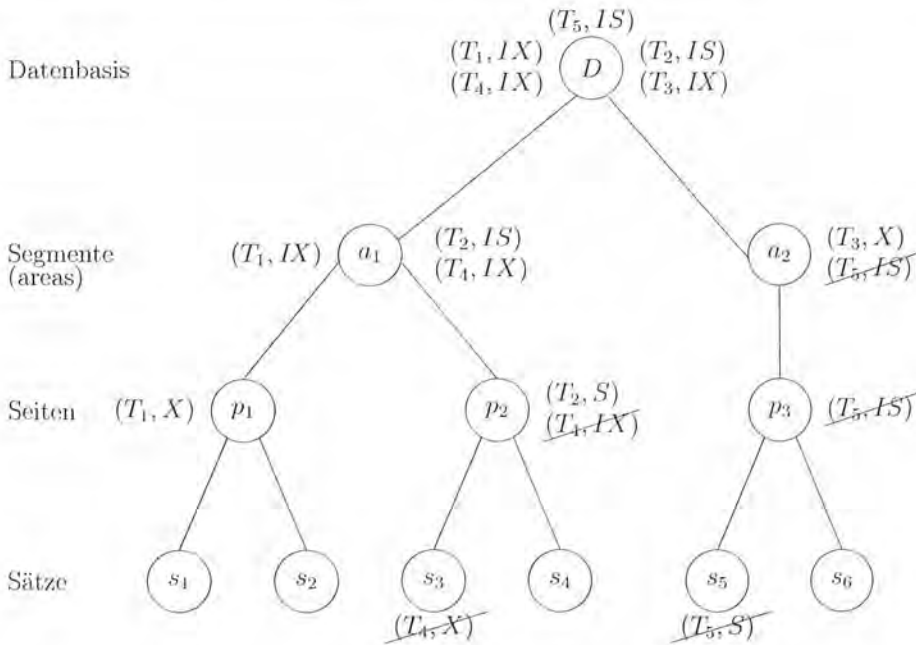 (T₅, IS)
(T₁, IX) D (T₂, IS)
Datenbasis
(T₄, IX) (T₃, IX)
Segmente (T₁, IX) a₁ (T₂, IS) a₂ (T₃, X)
(areas) (T₄, IX) (T₅, IS)
Seiten (T₁, X) p₁ p₂ (T₂, S) p₃ (T₅, IS)
(T₄, IX)
Sätze s₁ s₂ s₃ s₄ s₅ s₆
(T₄, X) (T₅, S)